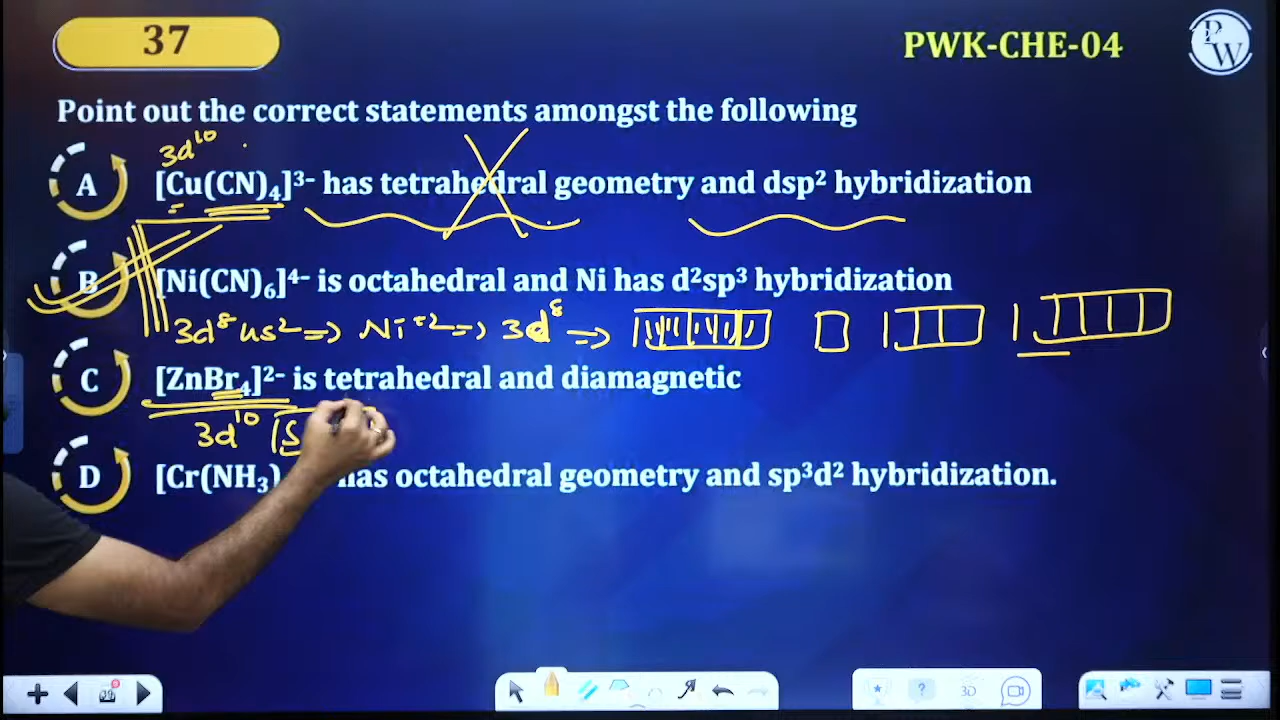 37
PWK-CHE-04
P
W
Point out the correct statements amongst the following
3d¹⁰
A [Cu(CN)₄]³⁻ has tetrahedral geometry and dsp² hybridization
B [Ni(CN)₆]⁴⁻ is octahedral and Ni has d²sp³ hybridization
3d⁸ 4s² => Ni⁺² => 3d⁸ =>
C [ZnBr₄]²⁻ is tetrahedral and diamagnetic
3d¹⁰ S
D [Cr(NH₃) has octahedral geometry and sp³d² hybridization.
3D